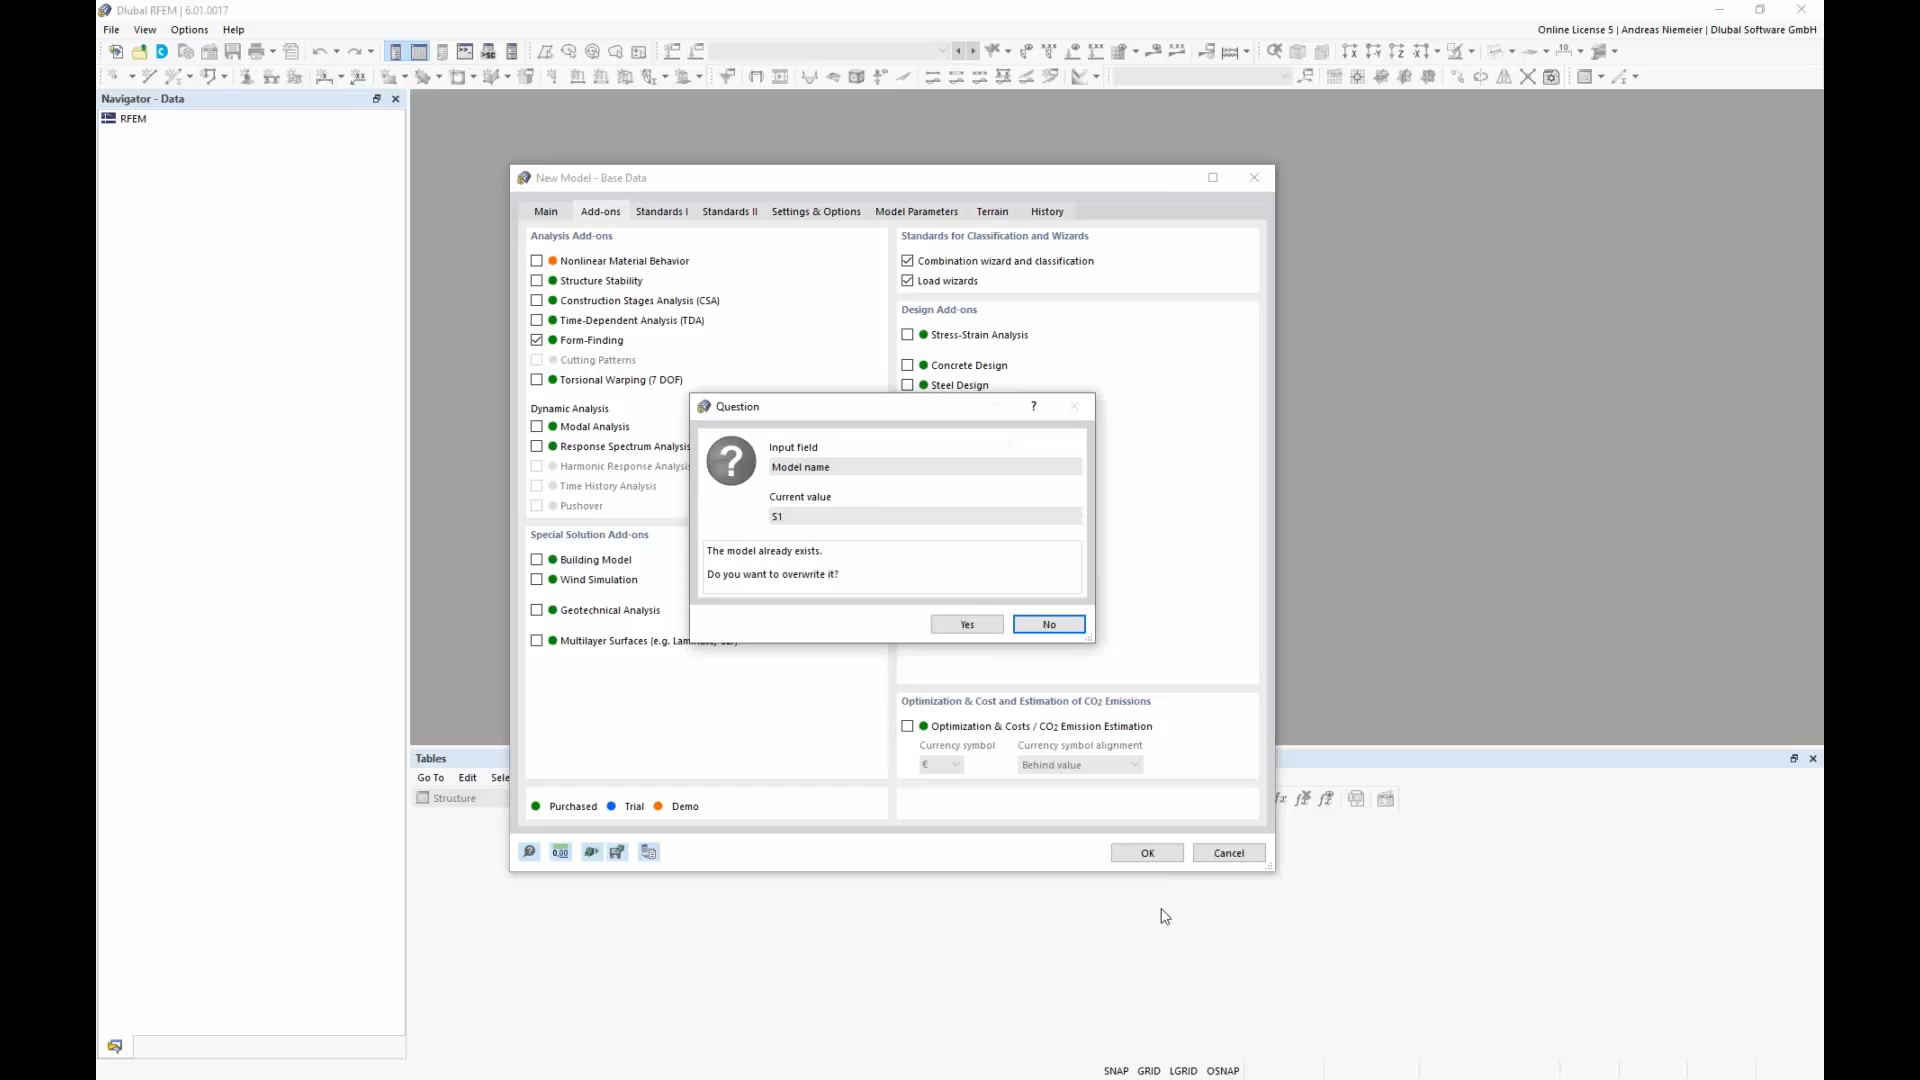 Dlubal RFEM | 6.01.0017
File View Options Help
Online License 5 | Andreas Niemeier | Dlubal Software GmbH
Navigator - Data
RFEM
New Model - Base Data
Main Add-ons Standards I Standards II Settings & Options Model Parameters Terrain History
Analysis Add-ons
Nonlinear Material Behavior
Structure Stability
Construction Stages Analysis (CSA)
Time-Dependent Analysis (TDA)
Form-Finding
Cutting Patterns
Torsional Warping (7 DOF)
Dynamic Analysis
Modal Analysis
Response Spectrum Analysis
Harmonic Response Analysis
Time History Analysis
Pushover
Special Solution Add-ons
Building Model
Wind Simulation
Geotechnical Analysis
Multilayer Surfaces (e.g.
Purchased Trial Demo
Standards for Classification and Wizards
Combination wizard and classification
Load wizards
Design Add-ons
Stress-Strain Analysis
Concrete Design
Steel Design
Question ?
Input field
Model name
Current value
S1
The model already exists.
Do you want to overwrite it?
Yes No
Optimization & Cost and Estimation of CO2 Emissions
Optimization & Costs / CO2 Emission Estimation
Currency symbol Currency symbol alignment
€ Behind value
OK Cancel
Tables
Go To Edit
Structure
SNAP GRID LGRID OSNAP